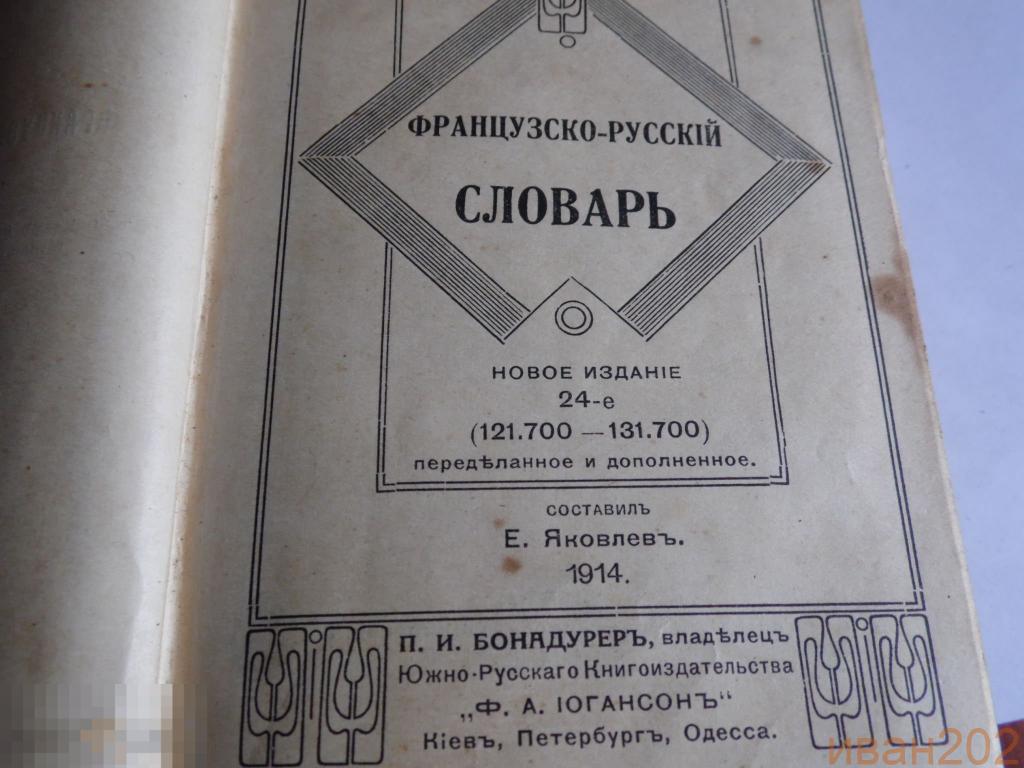 ФРАНЦУЗСКО-РУССКІЙ
СЛОВАРЬ
НОВОЕ ИЗДАНІЕ
24-е
(121.700 — 131.700)
передѣланное и дополненное.
СОСТАВИЛЪ
Е. Яковлевъ.
1914.
П. И. БОНАДУРЕРЪ, владѣлецъ
Южно-Русскаго Книгоиздательства
„Ф. А. ІОГАНСОНЪ“
Кіевъ, Петербургъ, Одесса.
иван202